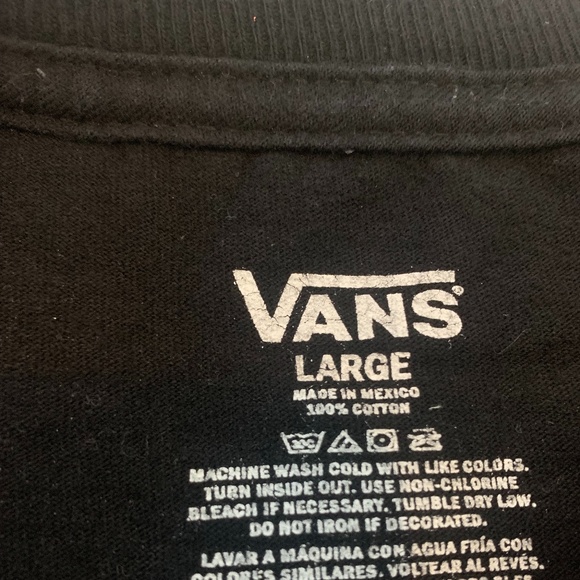 VANS®
LARGE
MADE IN MEXICO
100% COTTON
MACHINE WASH COLD WITH LIKE COLORS.
TURN INSIDE OUT. USE NON-CHLORINE
BLEACH IF NECESSARY. TUMBLE DRY LOW.
DO NOT IRON IF DECORATED.
LAVAR A MÁQUINA CON AGUA FRÍA CON
COLORES SIMILARES. VOLTEAR AL REVÉS.